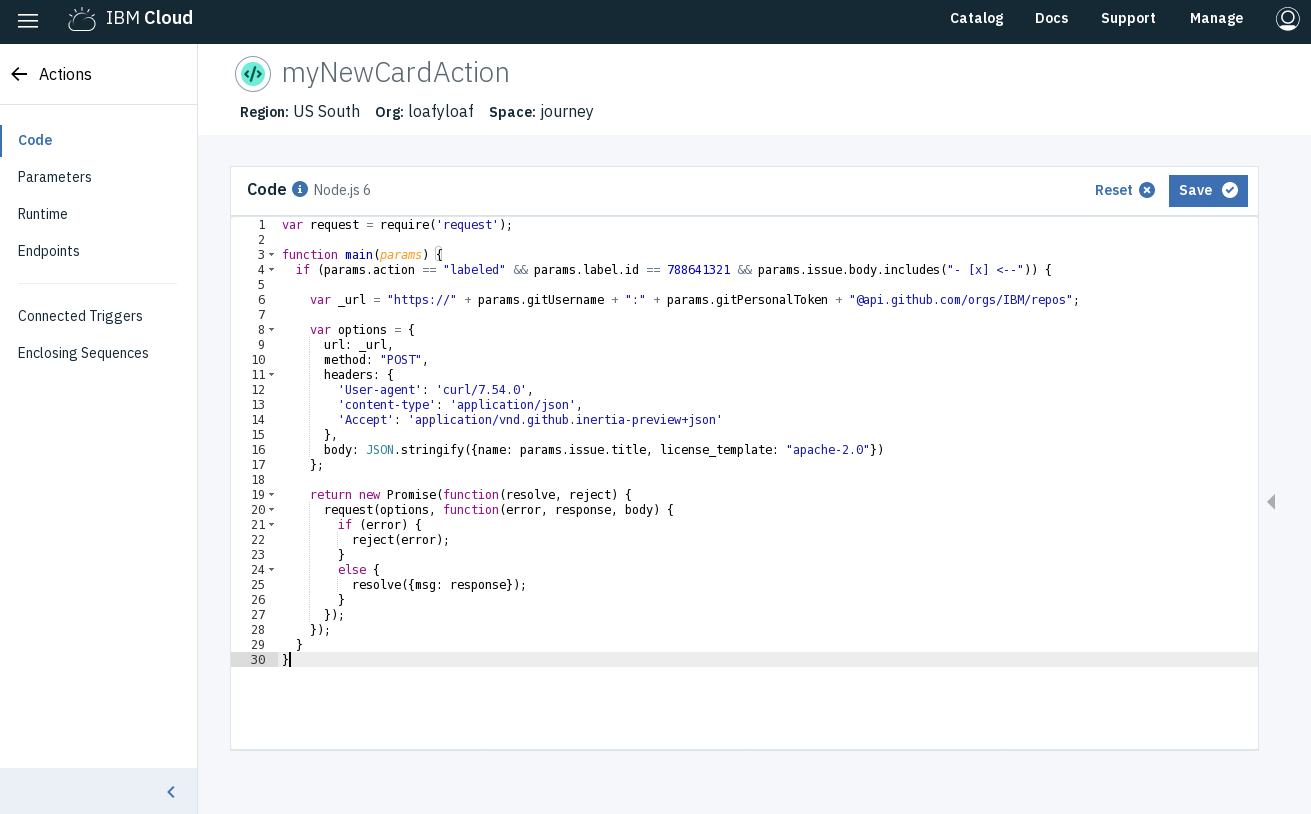 IBM Cloud
Catalog Docs Support Manage
Actions
Code
Parameters
Runtime
Endpoints
Connected Triggers
Enclosing Sequences
myNewCardAction
Region: US South Org: loafyloaf Space: journey
Code Node.js 6 Reset Save
1 var request = require('request');
2
3 function main(params) {
4 if (params.action == "labeled" && params.label.id == 788641321 && params.issue.body.includes("- [x] <--")) {
5
6 var _url = "https://" + params.gitUsername + ":" + params.gitPersonalToken + "@api.github.com/orgs/IBM/repos";
7
8 var options = {
9 url: _url,
10 method: "POST",
11 headers: {
12 'User-agent': 'curl/7.54.0',
13 'content-type': 'application/json',
14 'Accept': 'application/vnd.github.inertia-preview+json'
15 },
16 body: JSON.stringify({name: params.issue.title, license_template: "apache-2.0"})
17 };
18
19 return new Promise(function(resolve, reject) {
20 request(options, function(error, response, body) {
21 if (error) {
22 reject(error);
23 }
24 else {
25 resolve({msg: response});
26 }
27 });
28 });
29 }
30 }